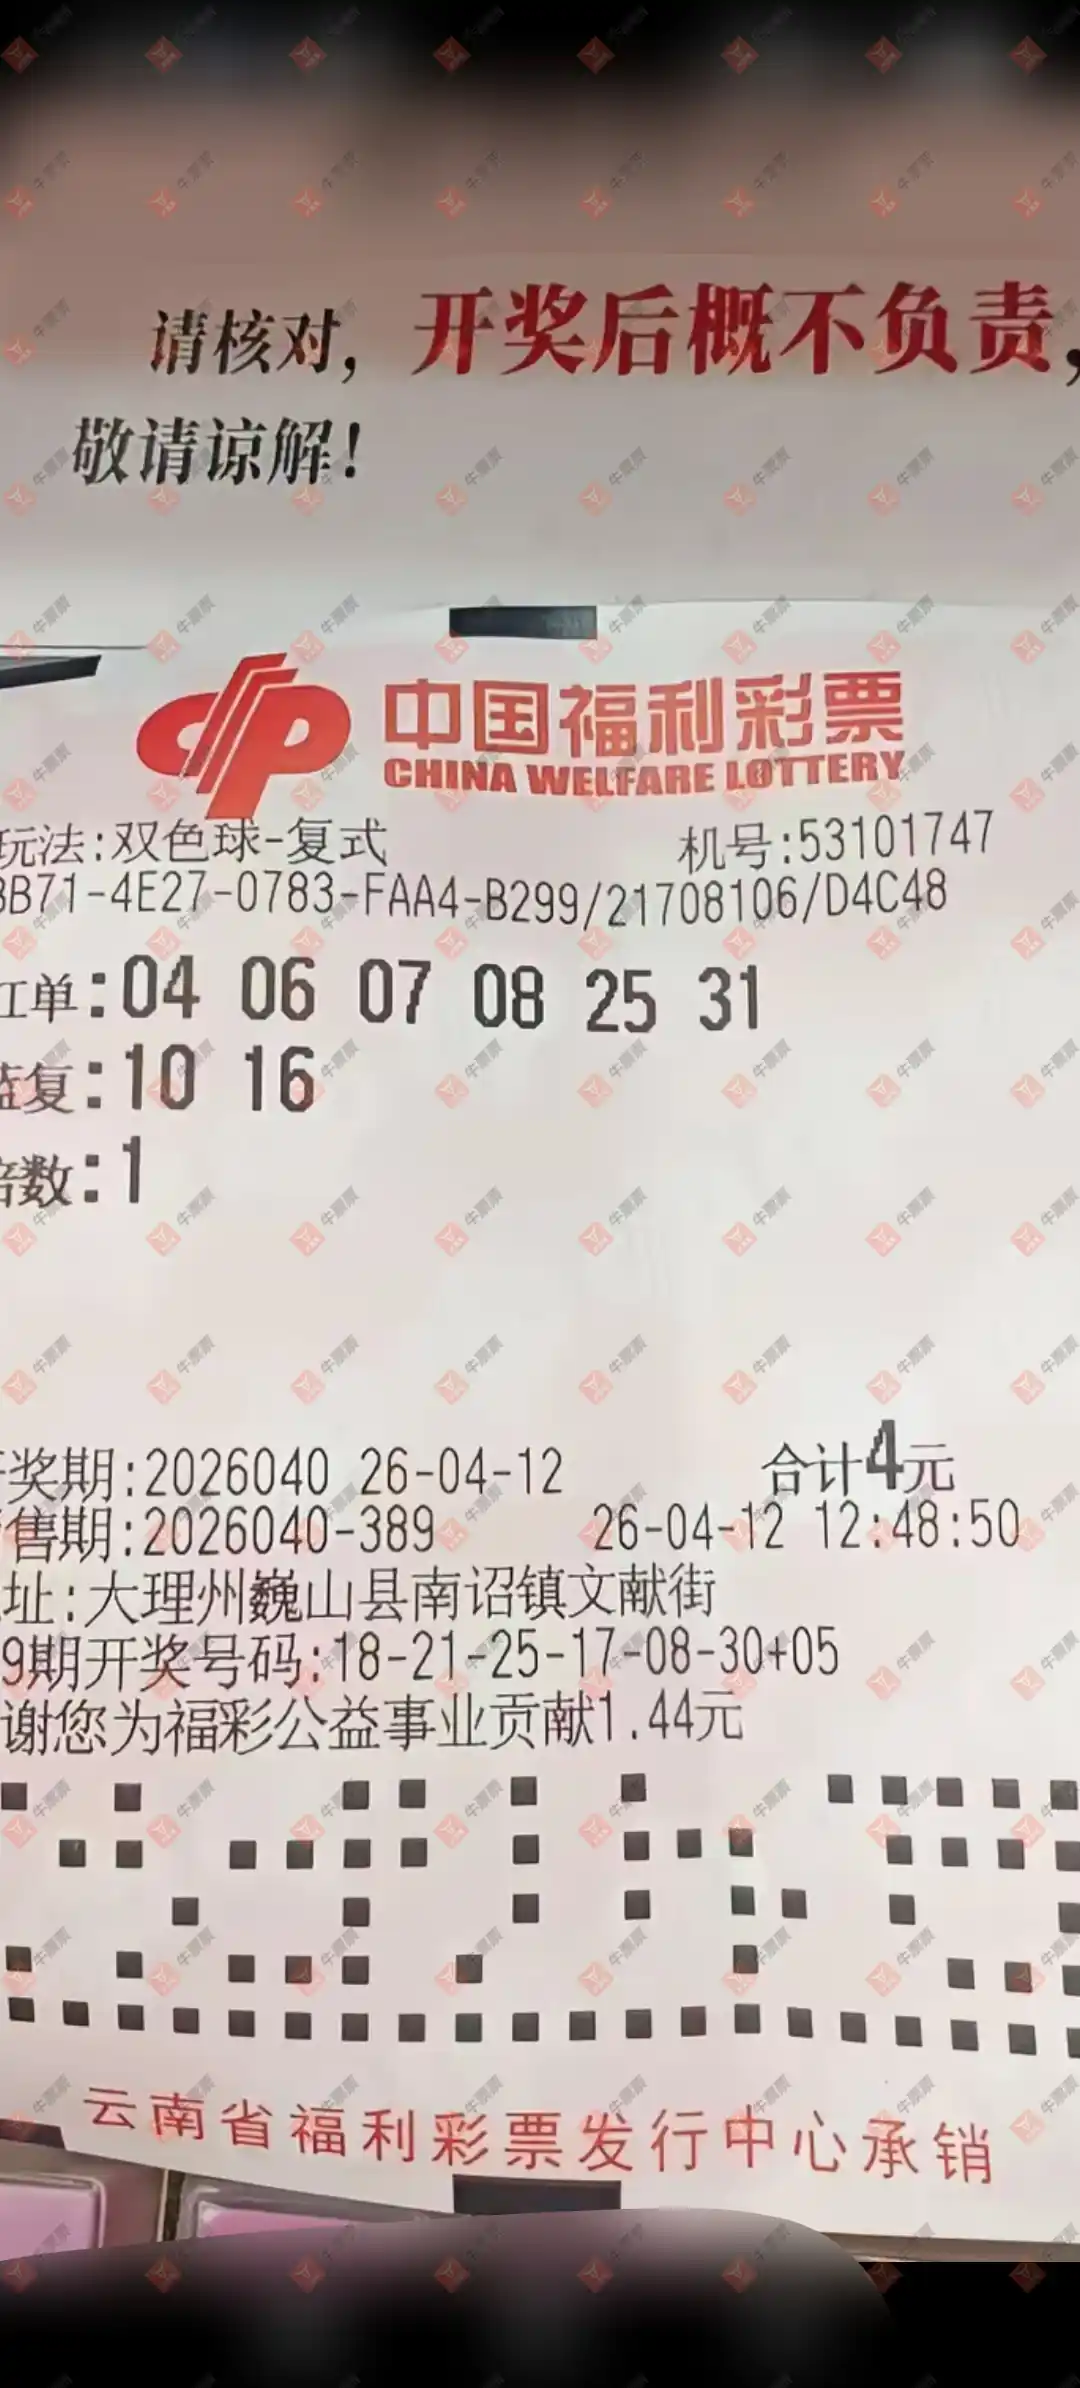 请核对，开奖后概不负责，
敬请谅解！
中国福利彩票
CHINA WELFARE LOTTERY
玩法:双色球-复式 机号:53101747
BB71-4E27-0783-FAA4-B299/21708106/D4C48
红单:04 06 07 08 25 31
蓝复:10 16
倍数:1
开奖期:2026040 26-04-12 合计4元
售期:2026040-389 26-04-12 12:48:50
址:大理州巍山县南诏镇文献街
9期开奖号码:18-21-25-17-08-30+05
谢您为福彩公益事业贡献1.44元
云南省福利彩票发行中心承销
牛票票